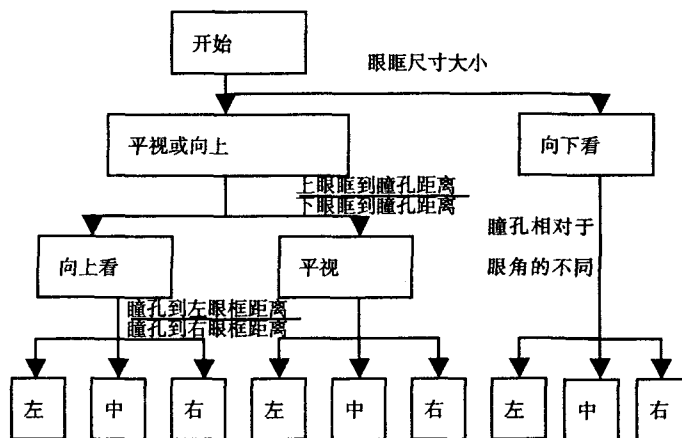 开始
眼眶尺寸大小
平视或向上
向下看
上眼眶到瞳孔距离
下眼眶到瞳孔距离
瞳孔相对于
眼角的不同
向上看
平视
瞳孔到左眼框距离
瞳孔到右眼框距离
左 中 右 左 中 右 左 中 右